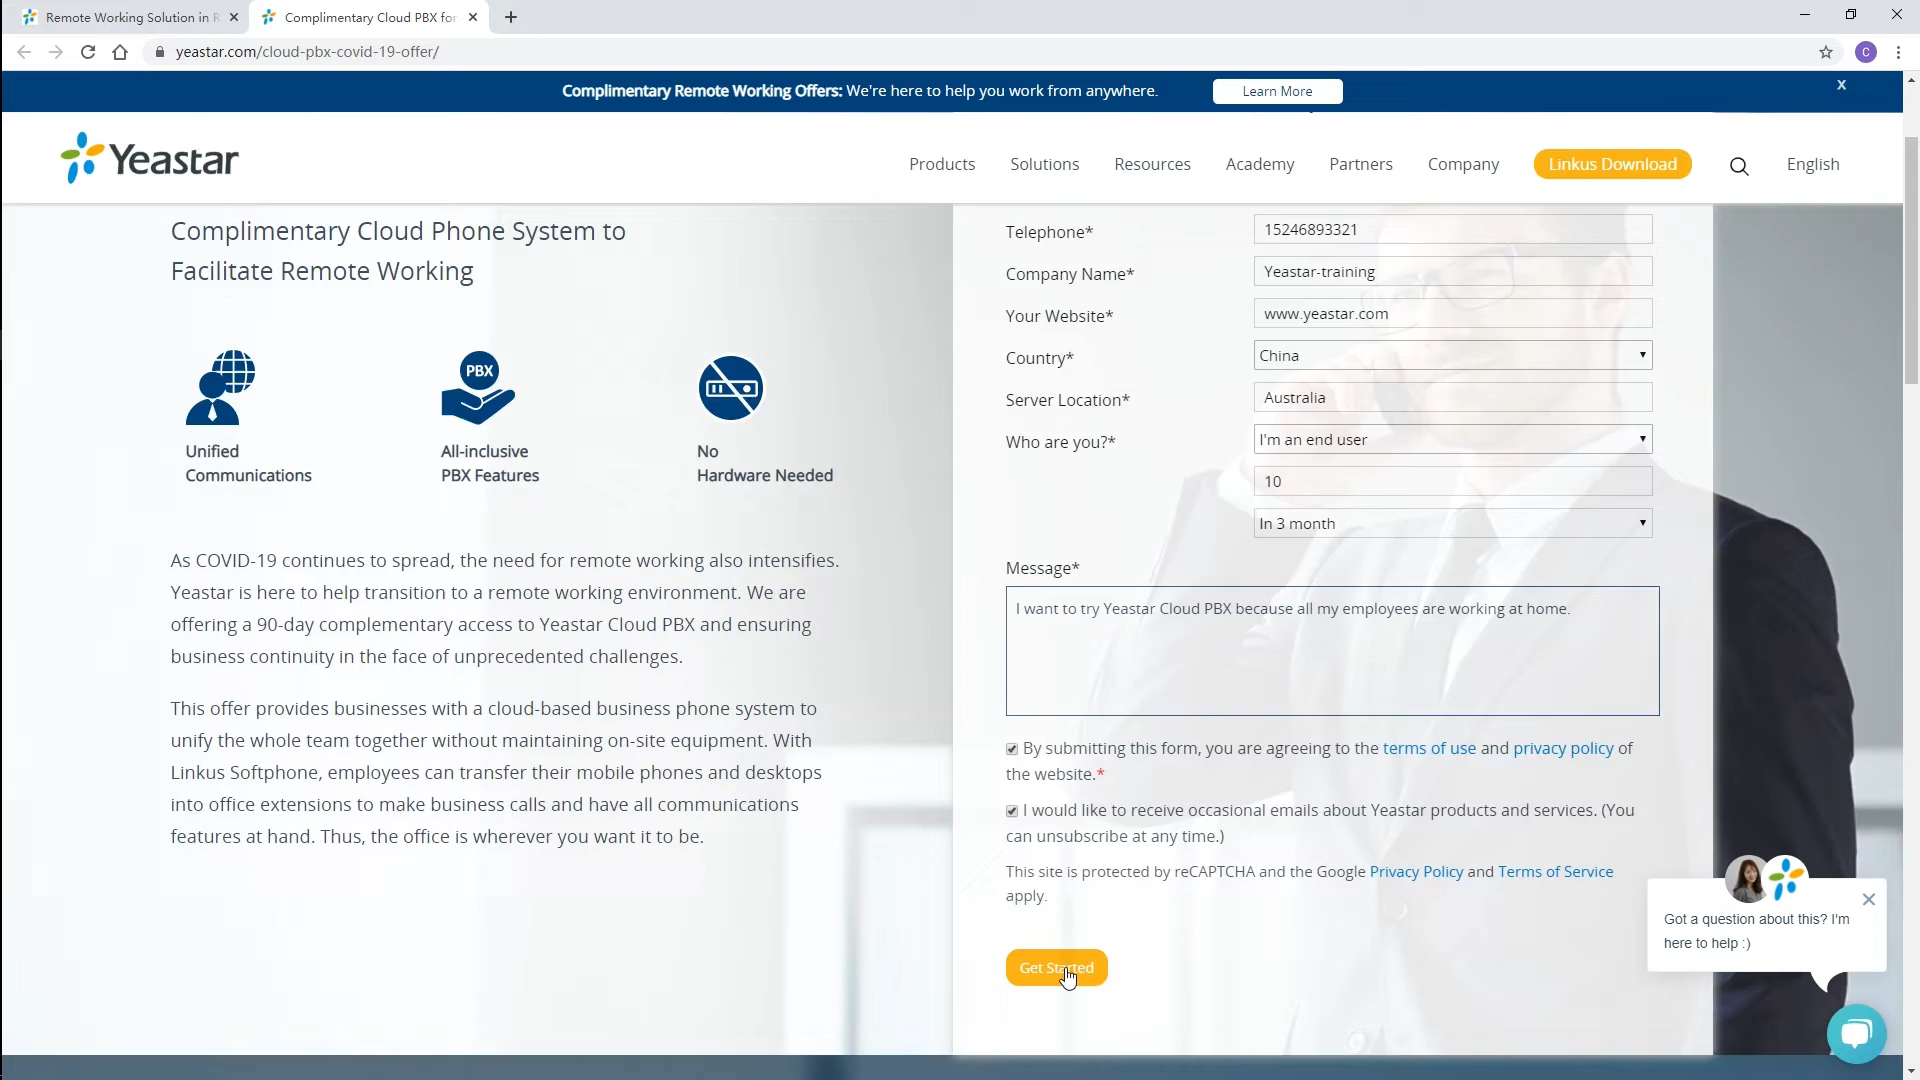 Remote Working Solution in R
Complimentary Cloud PBX for
yeastar.com/cloud-pbx-covid-19-offer/
C
Complimentary Remote Working Offers: We're here to help you work from anywhere.
Learn More
X
Yeastar
Products
Solutions
Resources
Academy
Partners
Company
Linkus Download
English
Complimentary Cloud Phone System to
Facilitate Remote Working
PBX
Unified
Communications
All-inclusive
PBX Features
No
Hardware Needed
As COVID-19 continues to spread, the need for remote working also intensifies.
Yeastar is here to help transition to a remote working environment. We are
offering a 90-day complementary access to Yeastar Cloud PBX and ensuring
business continuity in the face of unprecedented challenges.
This offer provides businesses with a cloud-based business phone system to
unify the whole team together without maintaining on-site equipment. With
Linkus Softphone, employees can transfer their mobile phones and desktops
into office extensions to make business calls and have all communications
features at hand. Thus, the office is wherever you want it to be.
Telephone* 15246893321
Company Name* Yeastar-training
Your Website* www.yeastar.com
Country* China
Server Location* Australia
Who are you?* I'm an end user
10
In 3 month
Message*
I want to try Yeastar Cloud PBX because all my employees are working at home.
By submitting this form, you are agreeing to the terms of use and privacy policy of
the website.*
I would like to receive occasional emails about Yeastar products and services. (You
can unsubscribe at any time.)
This site is protected by reCAPTCHA and the Google Privacy Policy and Terms of Service
apply.
Get Started
Got a question about this? I'm
here to help :)